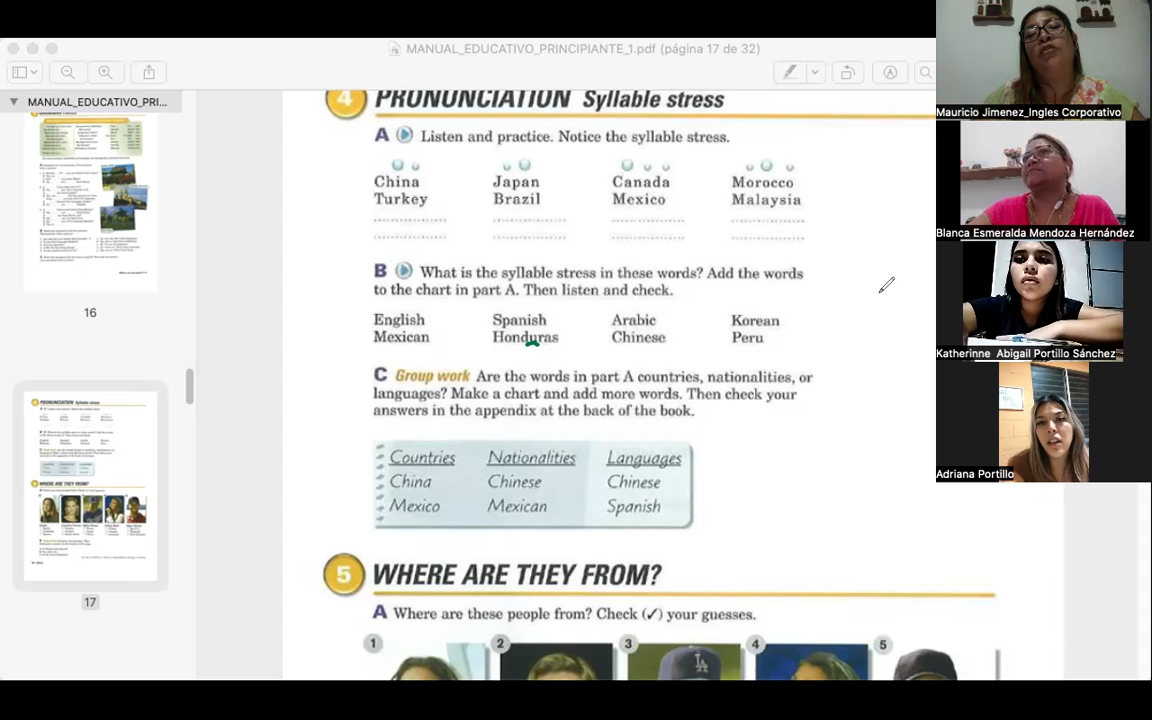 MANUAL_EDUCATIVO_PRINCIPIANTE_1.pdf (página 17 de 32)
MANUAL_EDUCATIVO_PRI...
16
17
4 PRONUNCIATION Syllable stress
A Listen and practice. Notice the syllable stress.
China Japan Canada Morocco
Turkey Brazil Mexico Malaysia
B What is the syllable stress in these words? Add the words
to the chart in part A. Then listen and check.
English Spanish Arabic Korean
Mexican Honduras Chinese Peru
C Group work Are the words in part A countries, nationalities, or
languages? Make a chart and add more words. Then check your
answers in the appendix at the back of the book.
Countries Nationalities Languages
China Chinese Chinese
Mexico Mexican Spanish
5 WHERE ARE THEY FROM?
A Where are these people from? Check (✓) your guesses.
1 2 3 4 5
LA
Mauricio Jimenez_Ingles Corporativo
Blanca Esmeralda Mendoza Hernández
Katherinne Abigail Portillo Sánchez
Adriana Portillo